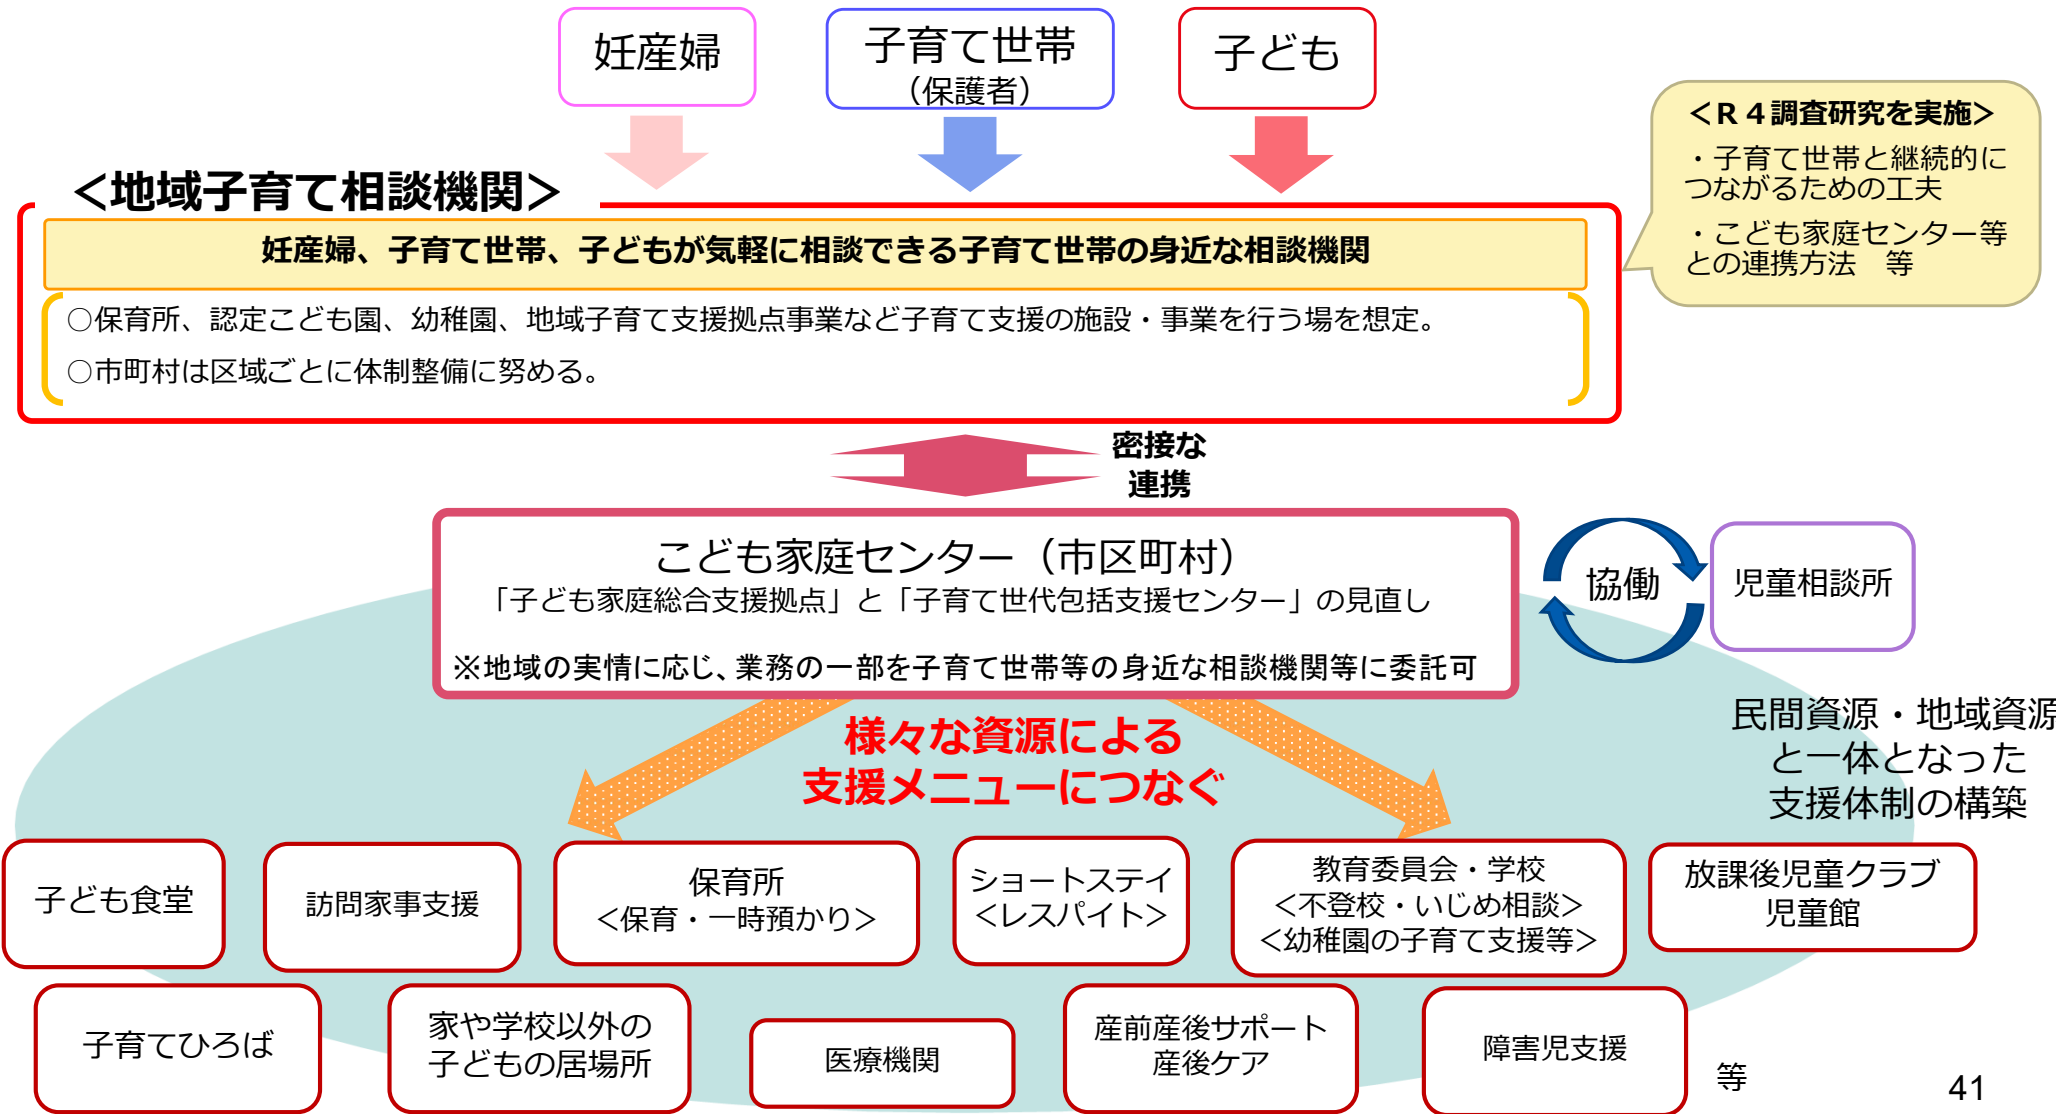 妊産婦
子育て世帯
（保護者）
子ども
＜Ｒ４調査研究を実施＞
・子育て世帯と継続的に
つながるための工夫
・こども家庭センター等
との連携方法　等
＜地域子育て相談機関＞
妊産婦、子育て世帯、子どもが気軽に相談できる子育て世帯の身近な相談機関
○保育所、認定こども園、幼稚園、地域子育て支援拠点事業など子育て支援の施設・事業を行う場を想定。
○市町村は区域ごとに体制整備に努める。
密接な
連携
こども家庭センター（市区町村）
「子ども家庭総合支援拠点」と「子育て世代包括支援センター」の見直し
※地域の実情に応じ、業務の一部を子育て世帯等の身近な相談機関等に委託可
協働
児童相談所
様々な資源による
支援メニューにつなぐ
民間資源・地域資源
と一体となった
支援体制の構築
子ども食堂
訪問家事支援
保育所
＜保育・一時預かり＞
ショートステイ
＜レスパイト＞
教育委員会・学校
＜不登校・いじめ相談＞
＜幼稚園の子育て支援等＞
放課後児童クラブ
児童館
子育てひろば
家や学校以外の
子どもの居場所
医療機関
産前産後サポート
産後ケア
障害児支援
等
41